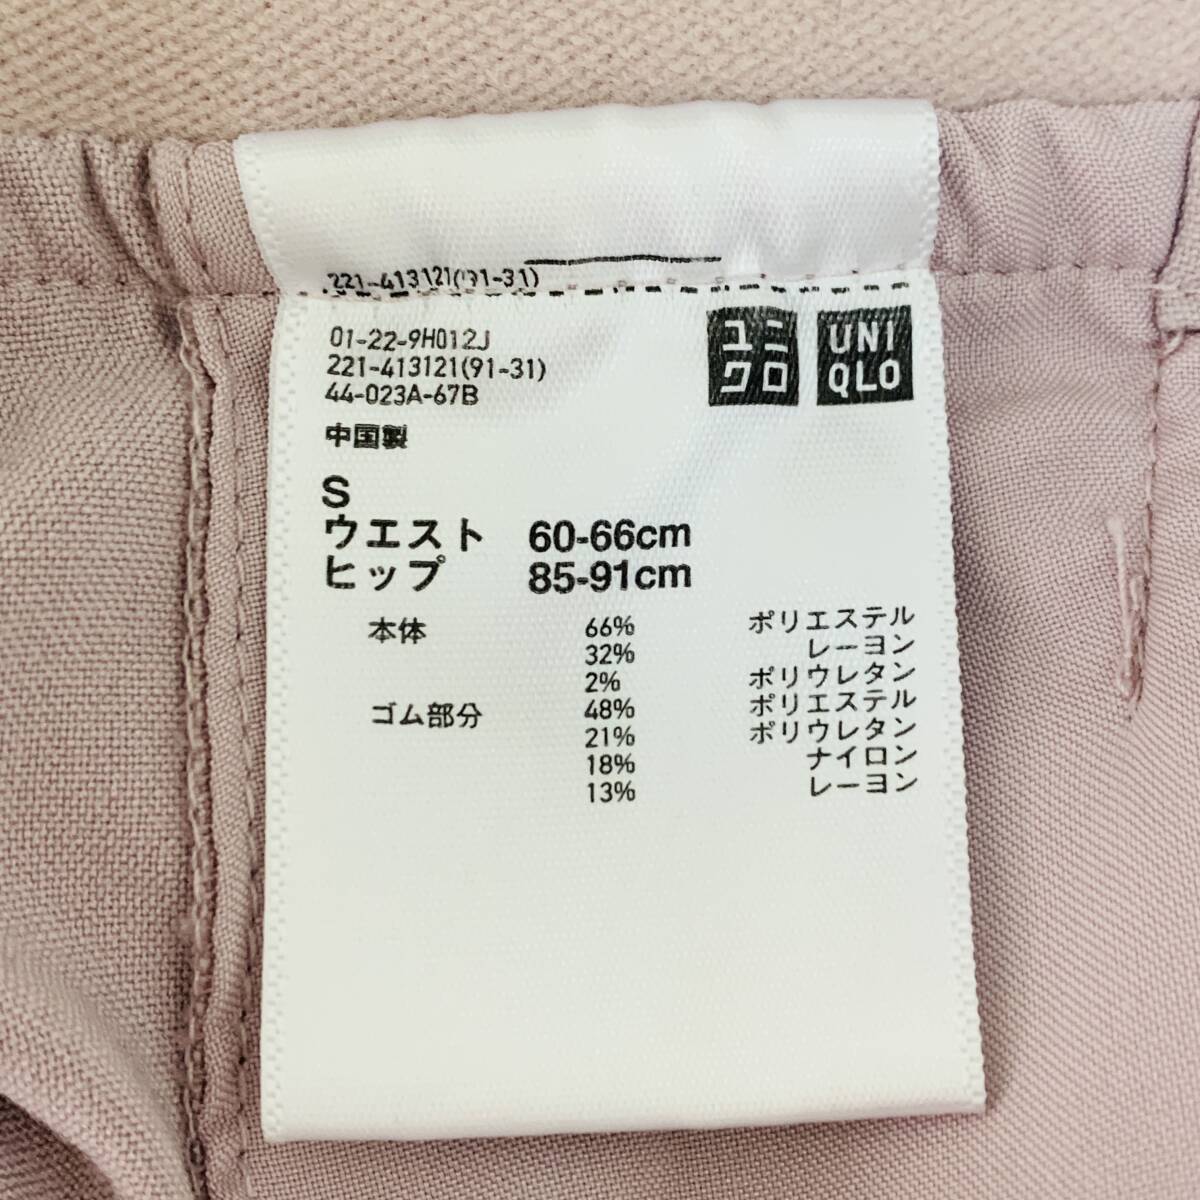 221-413121(91-31)
01-22-9H012J
221-413121(91-31)
44-023A-67B
中国製
ユニ
クロ
UNI
QLO
S
ウエスト 60-66cm
ヒップ 85-91cm
本体 66% ポリエステル
32% レーヨン
2% ポリウレタン
ゴム部分 48% ポリエステル
21% ポリウレタン
18% ナイロン
13% レーヨン